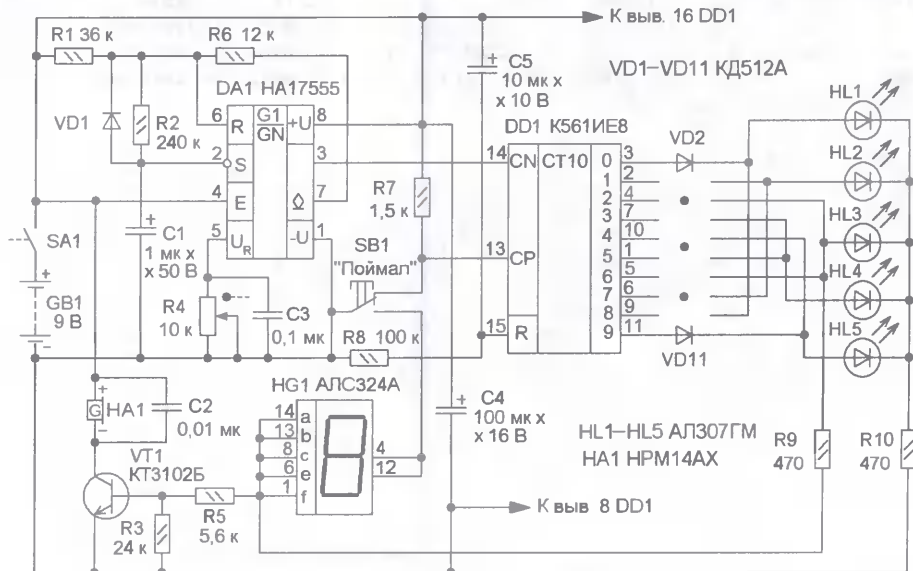 К выв. 16 DD1
R1 36 к
R6 12 к
DA1 HA17555
VD1
R2
240 к
6
R
G1
GN
+U
8
2
S
3
4
E
7
5
U
R
-U
1
C5
10 мк х
х 10 В
VD1–VD11 КД512А
DD1 К561ИЕ8
14
CN
CT10
0
3
1
2
2
4
3
7
4
10
5
1
6
5
7
6
8
9
9
11
13
CP
15
R
VD2
VD11
HL1
HL2
HL3
HL4
HL5
R7
1,5 к
SB1
"Поймал"
SA1
+
GB1
9 В
−
+
C1
1 мк х
х 50 В
R4
10 к
C3
0,1 мк
R8 100 к
HG1 АЛС324А
+
G
HA1
−
C2
0,01 мк
VT1
КТ3102Б
R3
24 к
R5
5,6 к
14
a
13
b
8
c
6
e
1
f
4
12
+
C4
100 мк х
х 16 В
HL1–HL5 АЛ307ГМ
HA1 HPM14AX
R9
470
R10
470
К выв 8 DD1